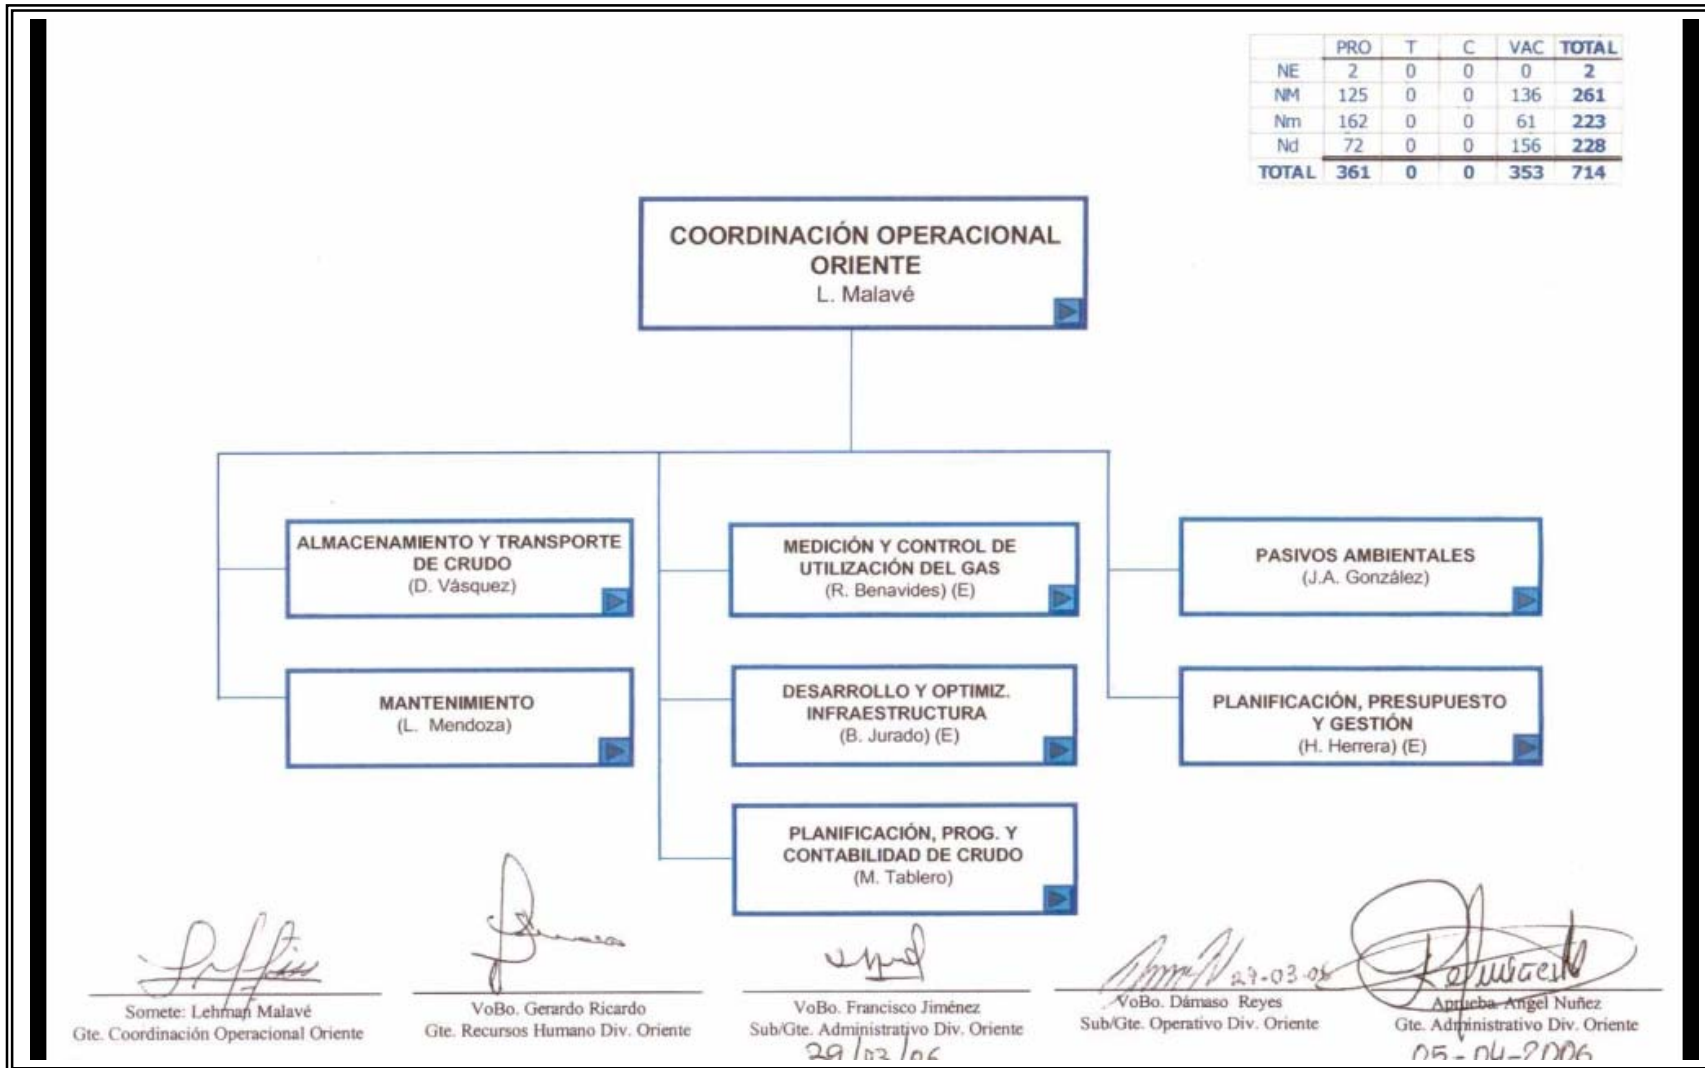 PRO T C VAC TOTAL
NE 2 0 0 0 2
NM 125 0 0 136 261
Nm 162 0 0 61 223
Nd 72 0 0 156 228
TOTAL 361 0 0 353 714
COORDINACIÓN OPERACIONAL
ORIENTE
L. Malavé
ALMACENAMIENTO Y TRANSPORTE
DE CRUDO
(D. Vásquez)
MANTENIMIENTO
(L. Mendoza)
MEDICIÓN Y CONTROL DE
UTILIZACIÓN DEL GAS
(R. Benavides) (E)
DESARROLLO Y OPTIMIZ.
INFRAESTRUCTURA
(B. Jurado) (E)
PLANIFICACIÓN, PROG. Y
CONTABILIDAD DE CRUDO
(M. Tablero)
PASIVOS AMBIENTALES
(J.A. González)
PLANIFICACIÓN, PRESUPUESTO
Y GESTIÓN
(H. Herrera) (E)
Somete: Lehman Malavé
Gte. Coordinación Operacional Oriente
VoBo. Gerardo Ricardo
Gte. Recursos Humano Div. Oriente
VoBo. Francisco Jiménez
Sub/Gte. Administrativo Div. Oriente
29/03/06
29-03-06
VoBo. Dámaso Reyes
Sub/Gte. Operativo Div. Oriente
Aprueba. Angel Nuñez
Gte. Administrativo Div. Oriente
05-04-2006